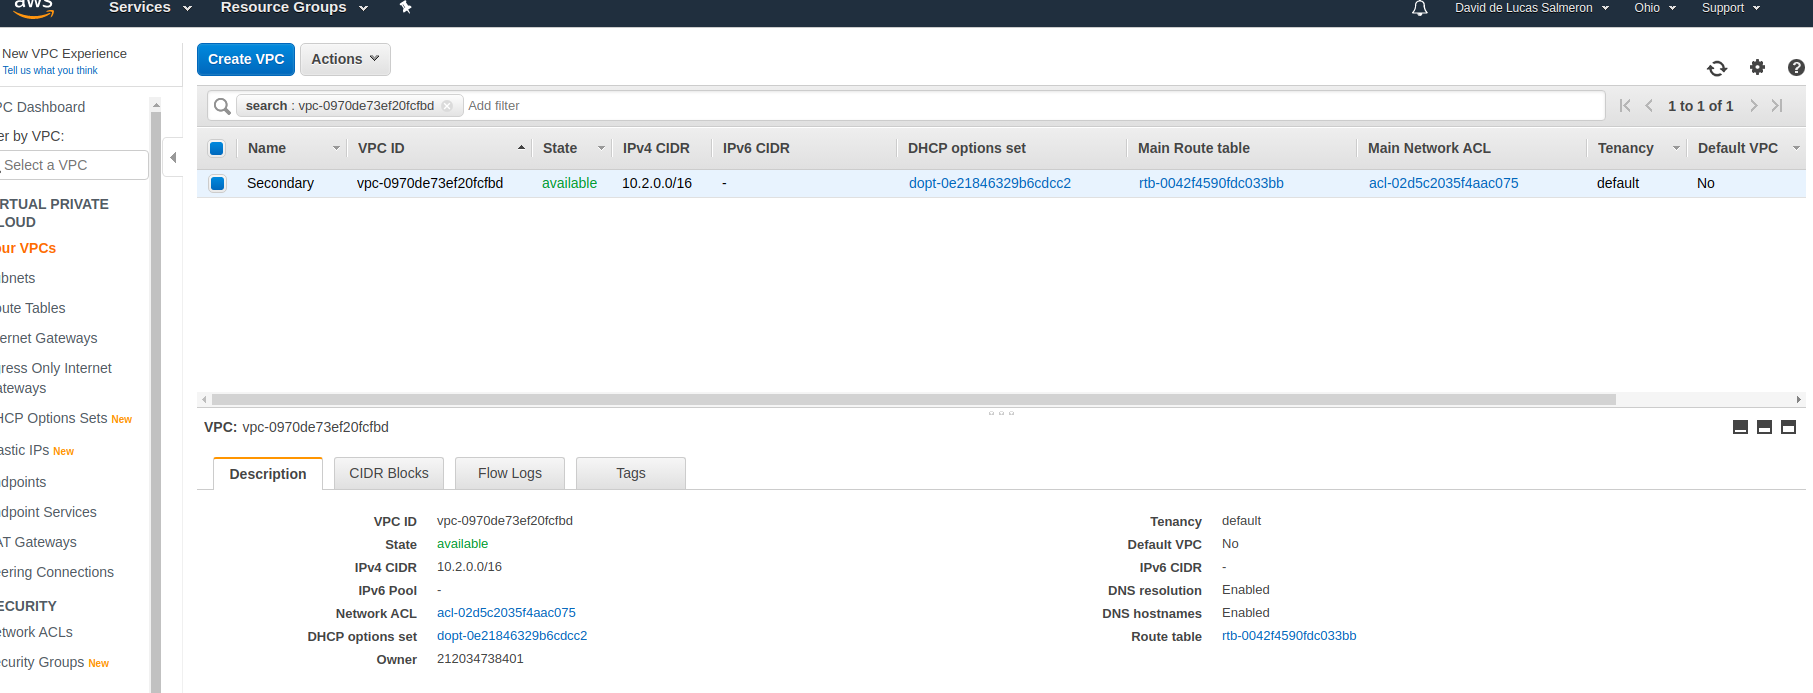 aws Services Resource Groups David de Lucas Salmeron Ohio Support
New VPC Experience
Tell us what you think
Create VPC Actions
PC Dashboard
er by VPC:
Select a VPC
IRTUAL PRIVATE
LOUD
our VPCs
bnets
ute Tables
ernet Gateways
ress Only Internet
ateways
HCP Options Sets New
astic IPs New
dpoints
dpoint Services
AT Gateways
eering Connections
ECURITY
twork ACLs
curity Groups New
search : vpc-0970de73ef20fcfbd Add filter 1 to 1 of 1
Name VPC ID State IPv4 CIDR IPv6 CIDR DHCP options set Main Route table Main Network ACL Tenancy Default VPC
Secondary vpc-0970de73ef20fcfbd available 10.2.0.0/16 - dopt-0e21846329b6cdcc2 rtb-0042f4590fdc033bb acl-02d5c2035f4aac075 default No
VPC: vpc-0970de73ef20fcfbd
Description CIDR Blocks Flow Logs Tags
VPC ID vpc-0970de73ef20fcfbd
State available
IPv4 CIDR 10.2.0.0/16
IPv6 Pool -
Network ACL acl-02d5c2035f4aac075
DHCP options set dopt-0e21846329b6cdcc2
Owner 212034738401
Tenancy default
Default VPC No
IPv6 CIDR -
DNS resolution Enabled
DNS hostnames Enabled
Route table rtb-0042f4590fdc033bb